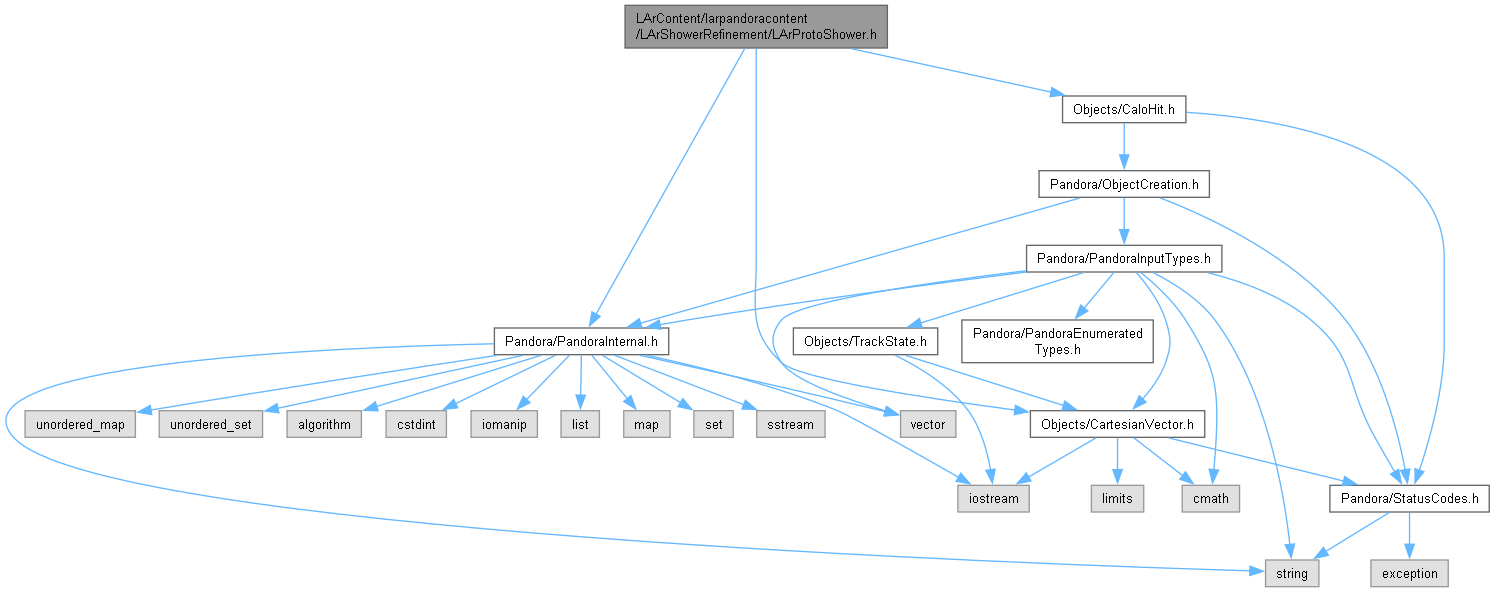 LArContent/larpandoracontent
/LArShowerRefinement/LArProtoShower.h
Objects/CaloHit.h
Pandora/ObjectCreation.h
Pandora/PandoraInputTypes.h
Pandora/PandoraInternal.h
Objects/TrackState.h
Pandora/PandoraEnumerated
Types.h
unordered_map
unordered_set
algorithm
cstdint
iomanip
list
map
set
sstream
vector
Objects/CartesianVector.h
iostream
limits
cmath
Pandora/StatusCodes.h
string
exception